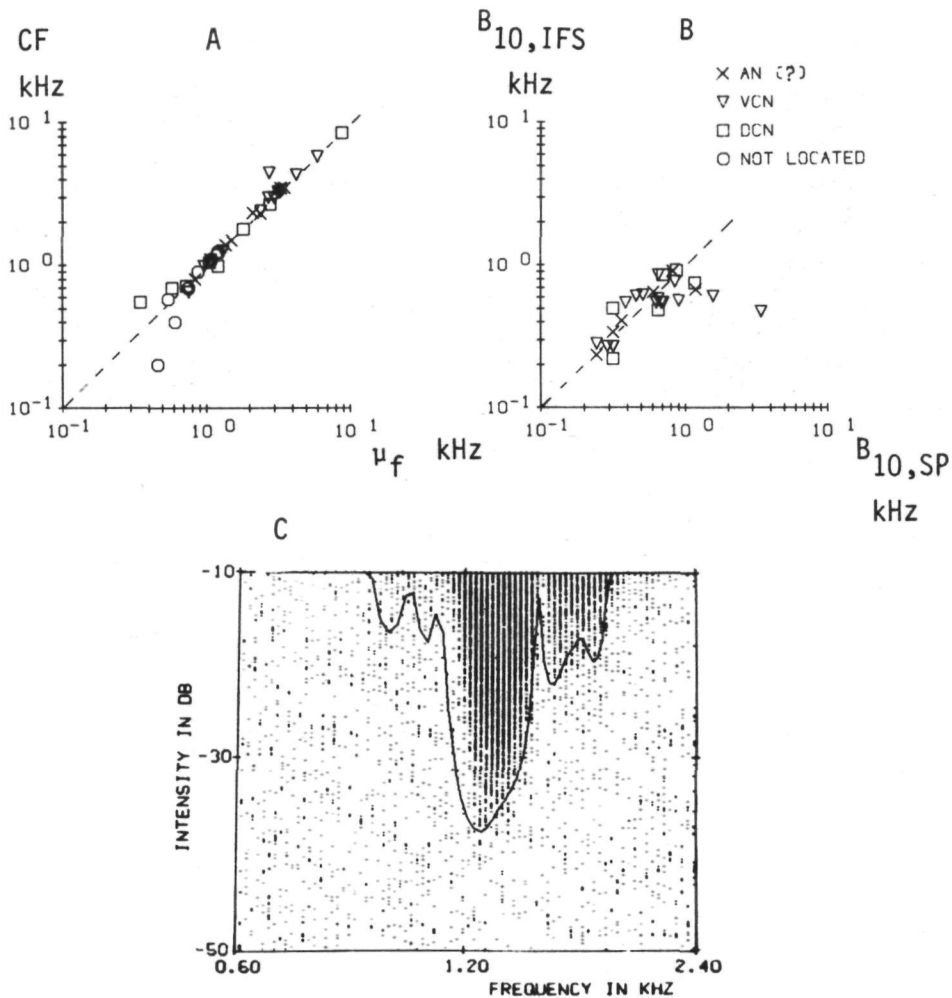 CF
kHz
A
10 1
10 0
10 -1
10 -1
10 0
10 1
μf kHz
B10,IFS
kHz
B
× AN (?)
▽ VCN
□ DCN
○ NOT LOCATED
10 1
10 0
10 -1
10 -1
10 0
10 1
B10,SP
kHz
C
-10
-30
-50
INTENSITY IN DB
0.60
1.20
2.40
FREQUENCY IN KHZ